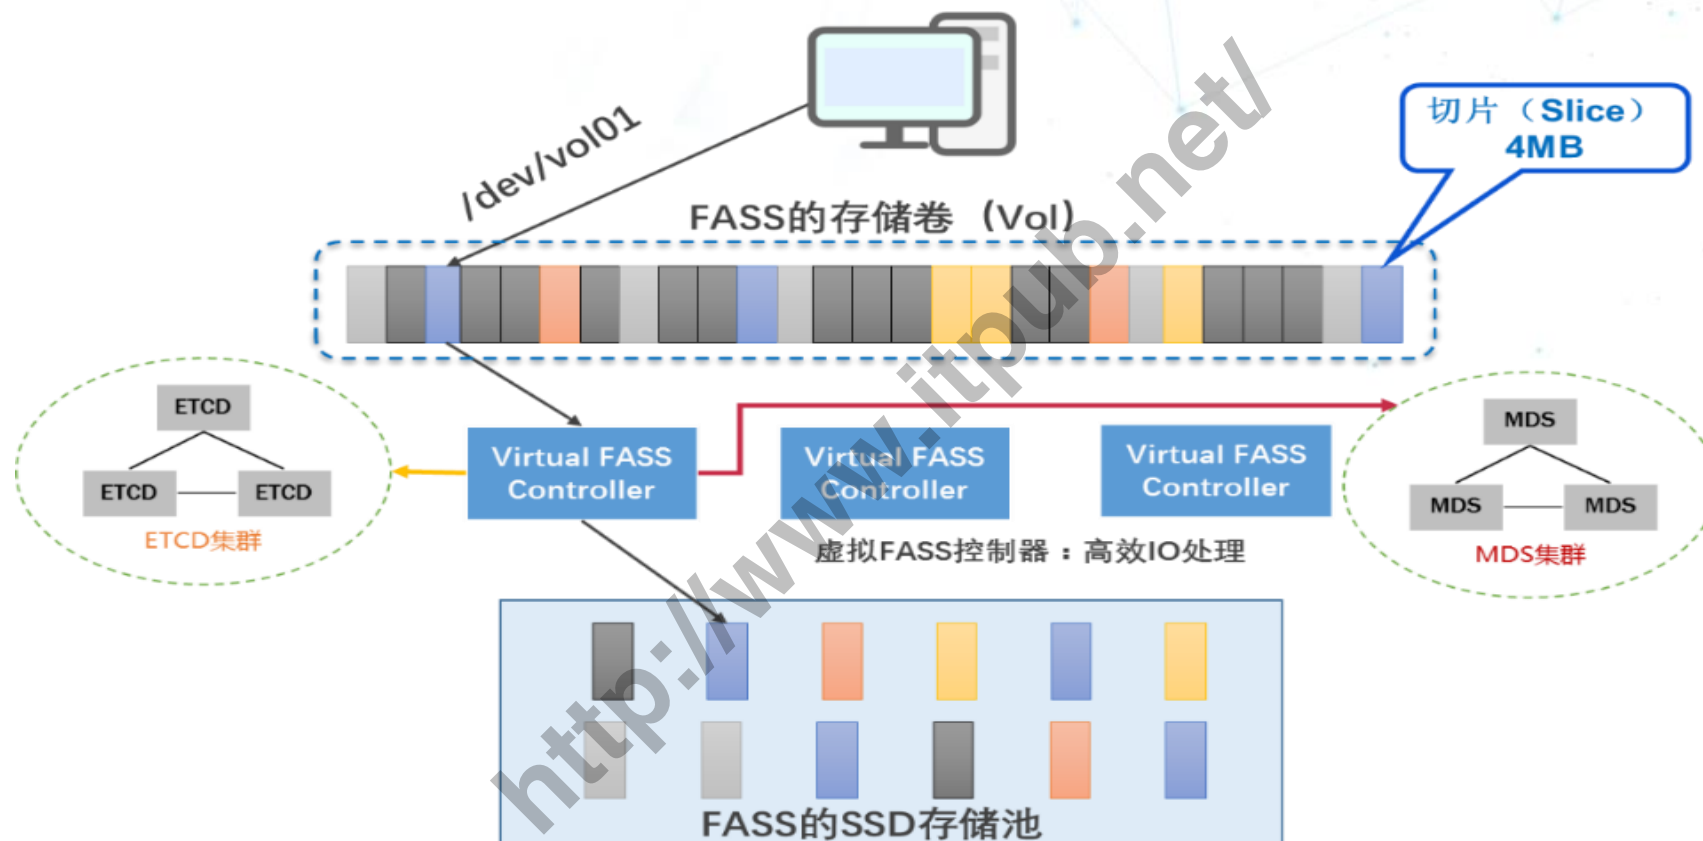 切片（Slice）
4MB
/dev/vol01
FASS的存储卷（Vol）
ETCD
ETCD
ETCD
ETCD集群
Virtual FASS
Controller
Virtual FASS
Controller
Virtual FASS
Controller
MDS
MDS
MDS
MDS集群
虚拟FASS控制器：高效IO处理
FASS的SSD存储池
http://www.itpub.net/